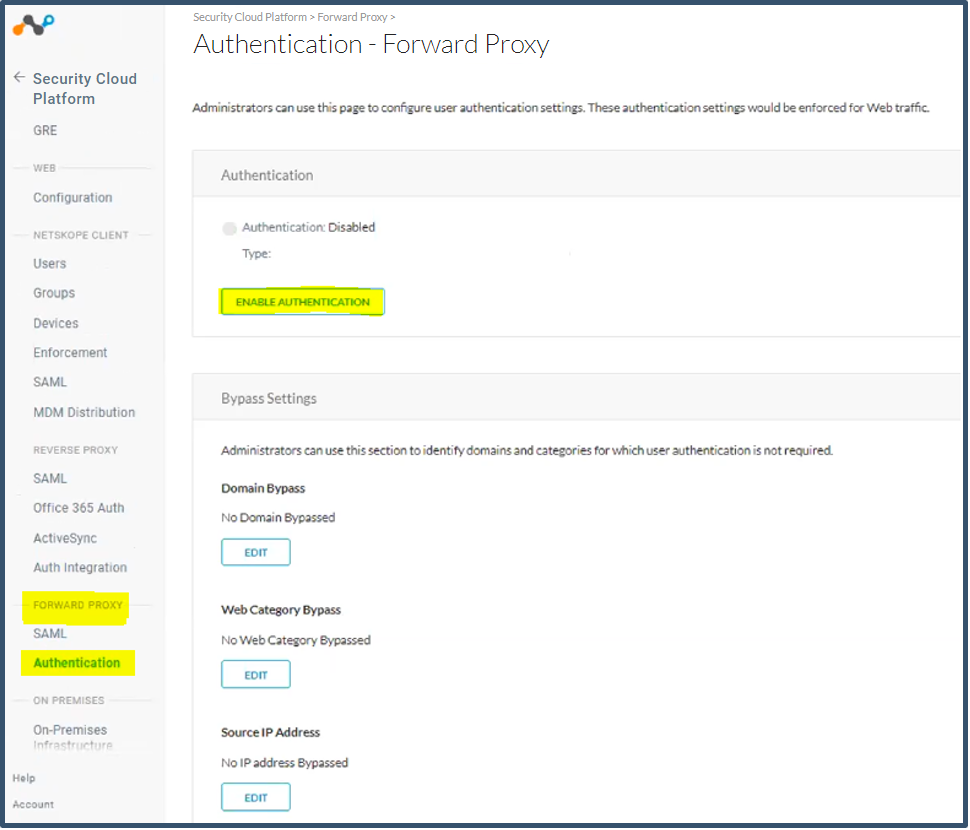 Security Cloud Platform > Forward Proxy >
Authentication - Forward Proxy
Security Cloud
Platform
GRE
WEB
Configuration
NETSKOPE CLIENT
Users
Groups
Devices
Enforcement
SAML
MDM Distribution
REVERSE PROXY
SAML
Office 365 Auth
ActiveSync
Auth Integration
FORWARD PROXY
SAML
Authentication
ON PREMISES
On-Premises
Infrastructure
Help
Account
Administrators can use this page to configure user authentication settings. These authentication settings would be enforced for Web traffic.
Authentication
Authentication: Disabled
Type:
ENABLE AUTHENTICATION
Bypass Settings
Administrators can use this section to identify domains and categories for which user authentication is not required.
Domain Bypass
No Domain Bypassed
EDIT
Web Category Bypass
No Web Category Bypassed
EDIT
Source IP Address
No IP address Bypassed
EDIT